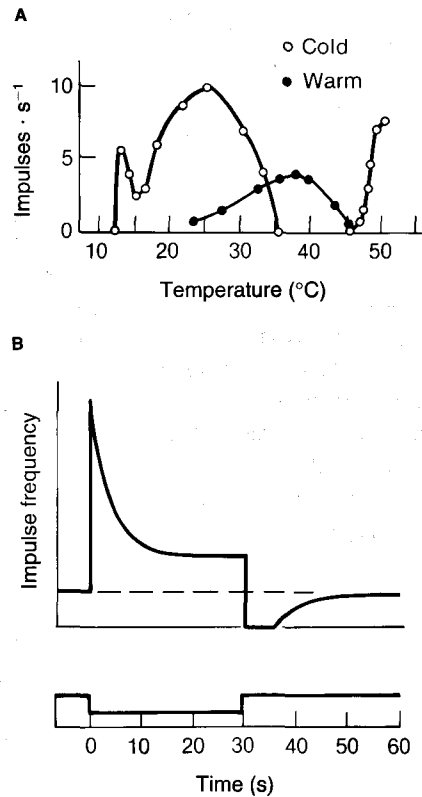 A
Cold
Warm
Impulses · s⁻¹
10
5
0
10 20 30 40 50
Temperature (°C)
B
Impulse frequency
0 10 20 30 40 50 60
Time (s)